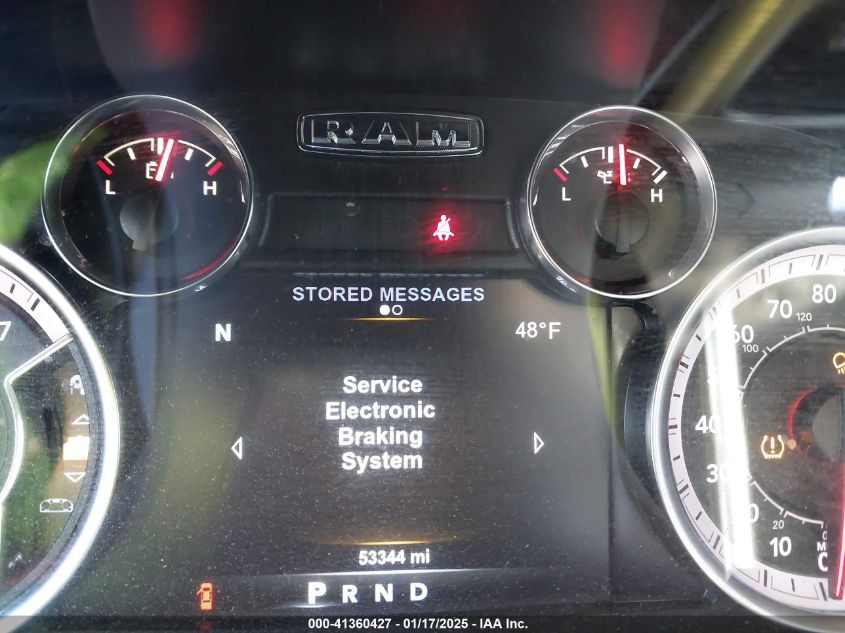 RAM
L H
L H
STORED MESSAGES
N 48°F
Service
Electronic
Braking
System
53344 mi
P R N D
7
80
70
60
120
100
40
30
20
10
000-41360427 - 01/17/2025 - IAA Inc.